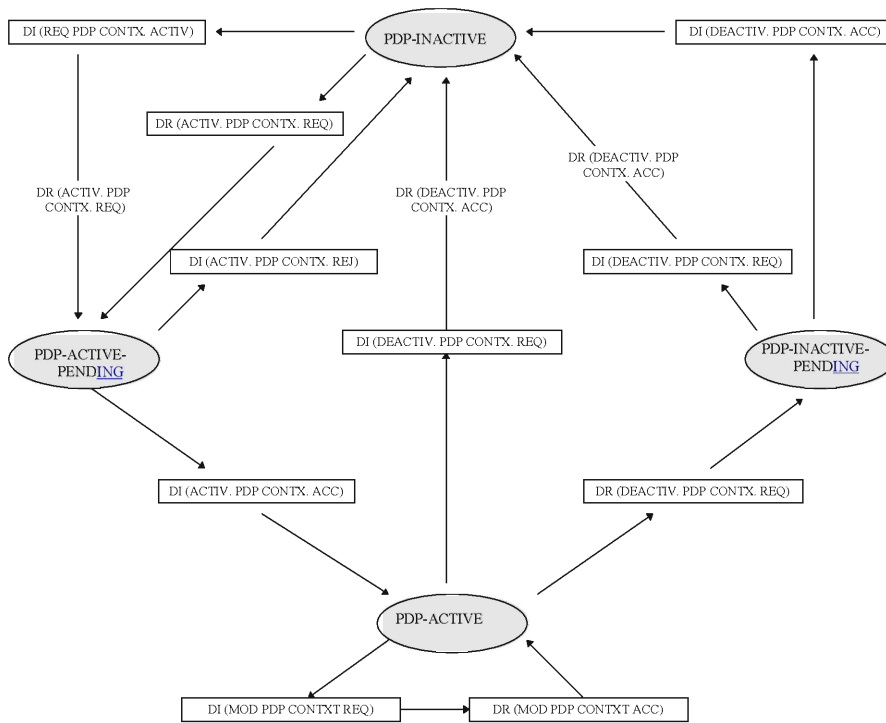 DI (REQ PDP CONTX. ACTIV)
PDP-INACTIVE
DI (DEACTIV. PDP CONTX. ACC)
DR (ACTIV. PDP CONTX. REQ)
DR (DEACTIV. PDP
CONTX. ACC)
DR (ACTIV. PDP
CONTX. REQ)
DR (DEACTIV. PDP
CONTX. ACC)
DI (ACTIV. PDP CONTX. REJ)
DI (DEACTIV. PDP CONTX. REQ)
DI (DEACTIV. PDP CONTX. REQ)
PDP-ACTIVE-
PENDING
PDP-INACTIVE-
PENDING
DI (ACTIV. PDP CONTX. ACC)
DR (DEACTIV. PDP CONTX. REQ)
PDP-ACTIVE
DI (MOD PDP CONTXT REQ)
DR (MOD PDP CONTXT ACC)